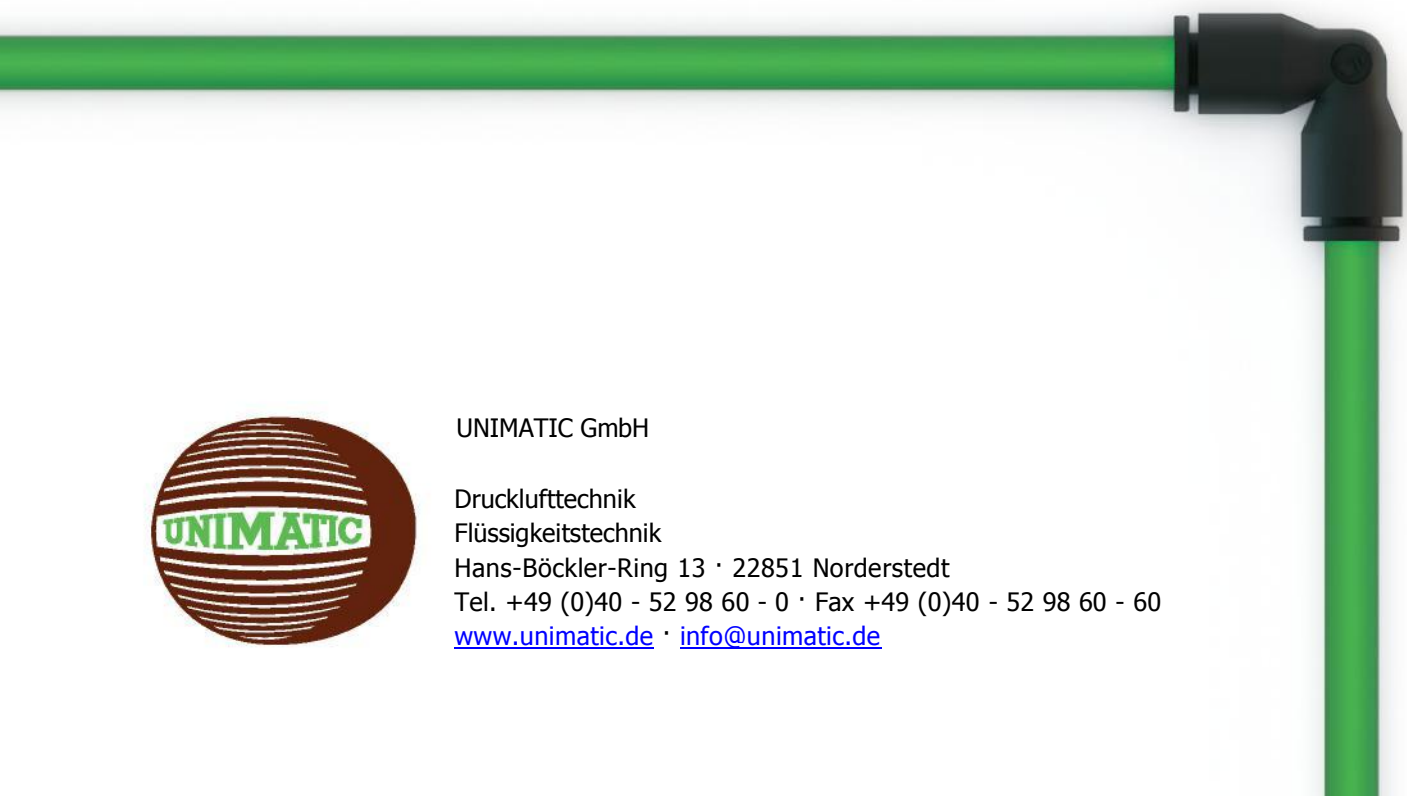 UNIMATIC GmbH
UNIMATIC
Drucklufttechnik
Flüssigkeitstechnik
Hans-Böckler-Ring 13 · 22851 Norderstedt
Tel. +49 (0)40 - 52 98 60 - 0 · Fax +49 (0)40 - 52 98 60 - 60
www.unimatic.de · info@unimatic.de